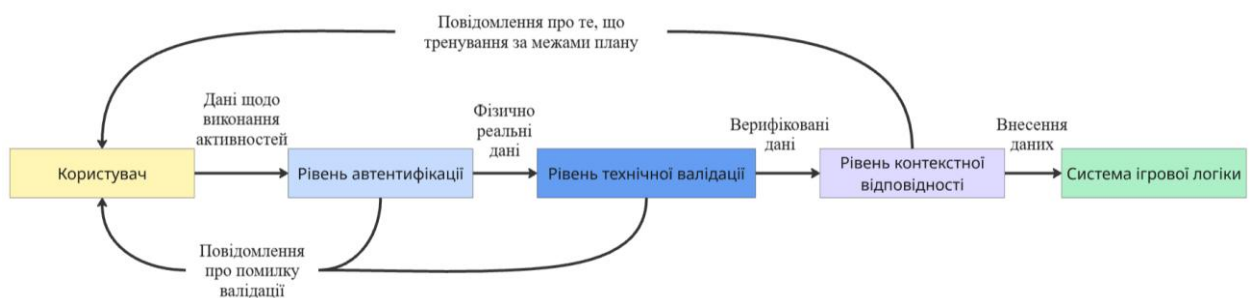 Повідомлення про те, що
тренування за межами плану
Дані щодо
виконання
активностей
Фізично
реальні
дані
Верифіковані
дані
Внесення
даних
Користувач
Рівень автентифікації
Рівень технічної валідації
Рівень контекстної
відповідності
Система ігрової логіки
Повідомлення
про помилку
валідації